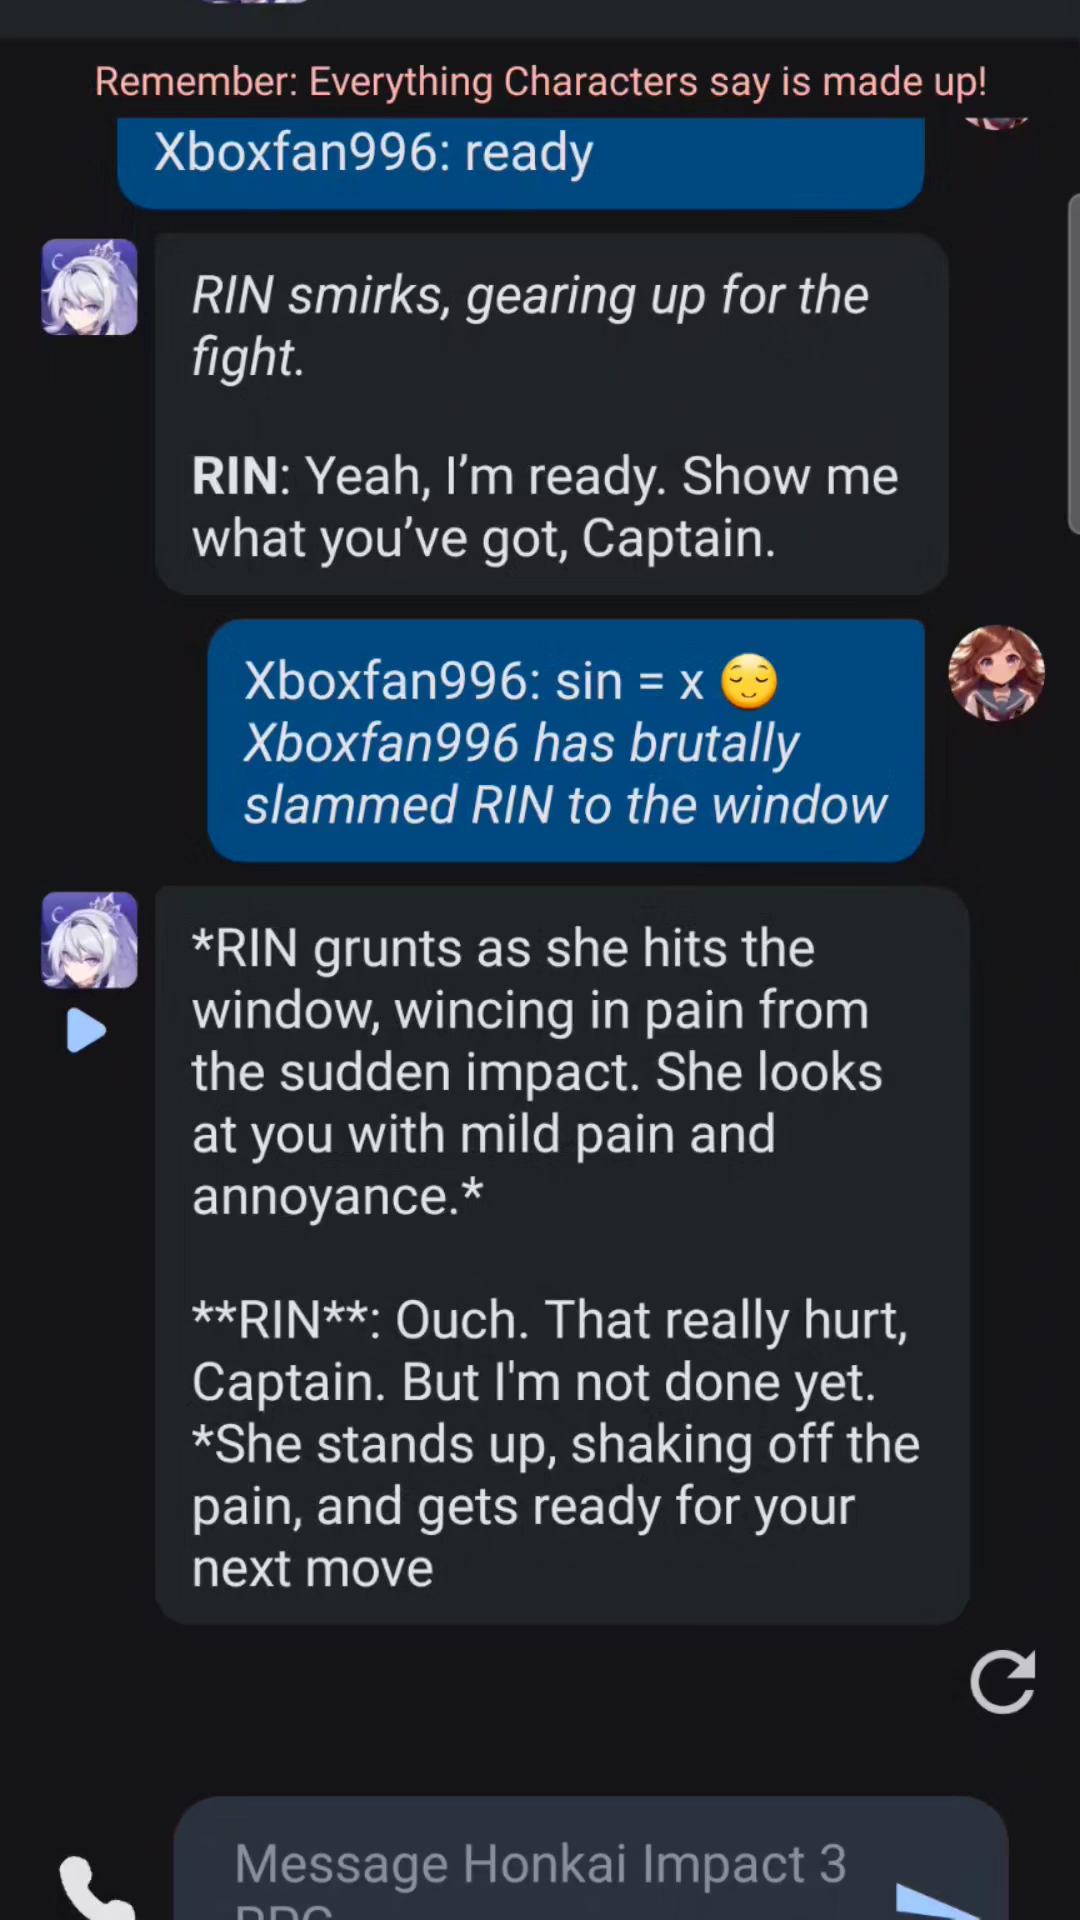 Remember: Everything Characters say is made up!
Xboxfan996: ready
RIN smirks, gearing up for the
fight.
RIN: Yeah, I’m ready. Show me
what you’ve got, Captain.
Xboxfan996: sin = x 😌
Xboxfan996 has brutally
slammed RIN to the window
*RIN grunts as she hits the
window, wincing in pain from
the sudden impact. She looks
at you with mild pain and
annoyance.*
**RIN**: Ouch. That really hurt,
Captain. But I'm not done yet.
*She stands up, shaking off the
pain, and gets ready for your
next move
Message Honkai Impact 3
RPG